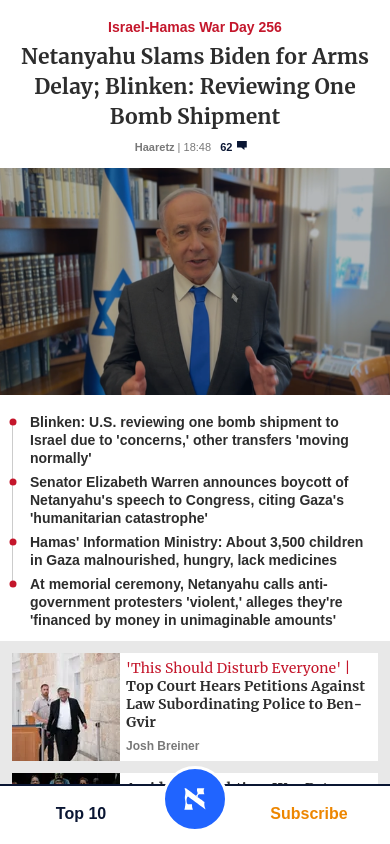 Israel-Hamas War Day 256
Netanyahu Slams Biden for Arms
Delay; Blinken: Reviewing One
Bomb Shipment
Haaretz | 18:48 62
Blinken: U.S. reviewing one bomb shipment to
Israel due to 'concerns,' other transfers 'moving
normally'
Senator Elizabeth Warren announces boycott of
Netanyahu's speech to Congress, citing Gaza's
'humanitarian catastrophe'
Hamas' Information Ministry: About 3,500 children
in Gaza malnourished, hungry, lack medicines
At memorial ceremony, Netanyahu calls anti-
government protesters 'violent,' alleges they're
'financed by money in unimaginable amounts'
'This Should Disturb Everyone' |
Top Court Hears Petitions Against
Law Subordinating Police to Ben-
Gvir
Josh Breiner
Top 10
א
Subscribe